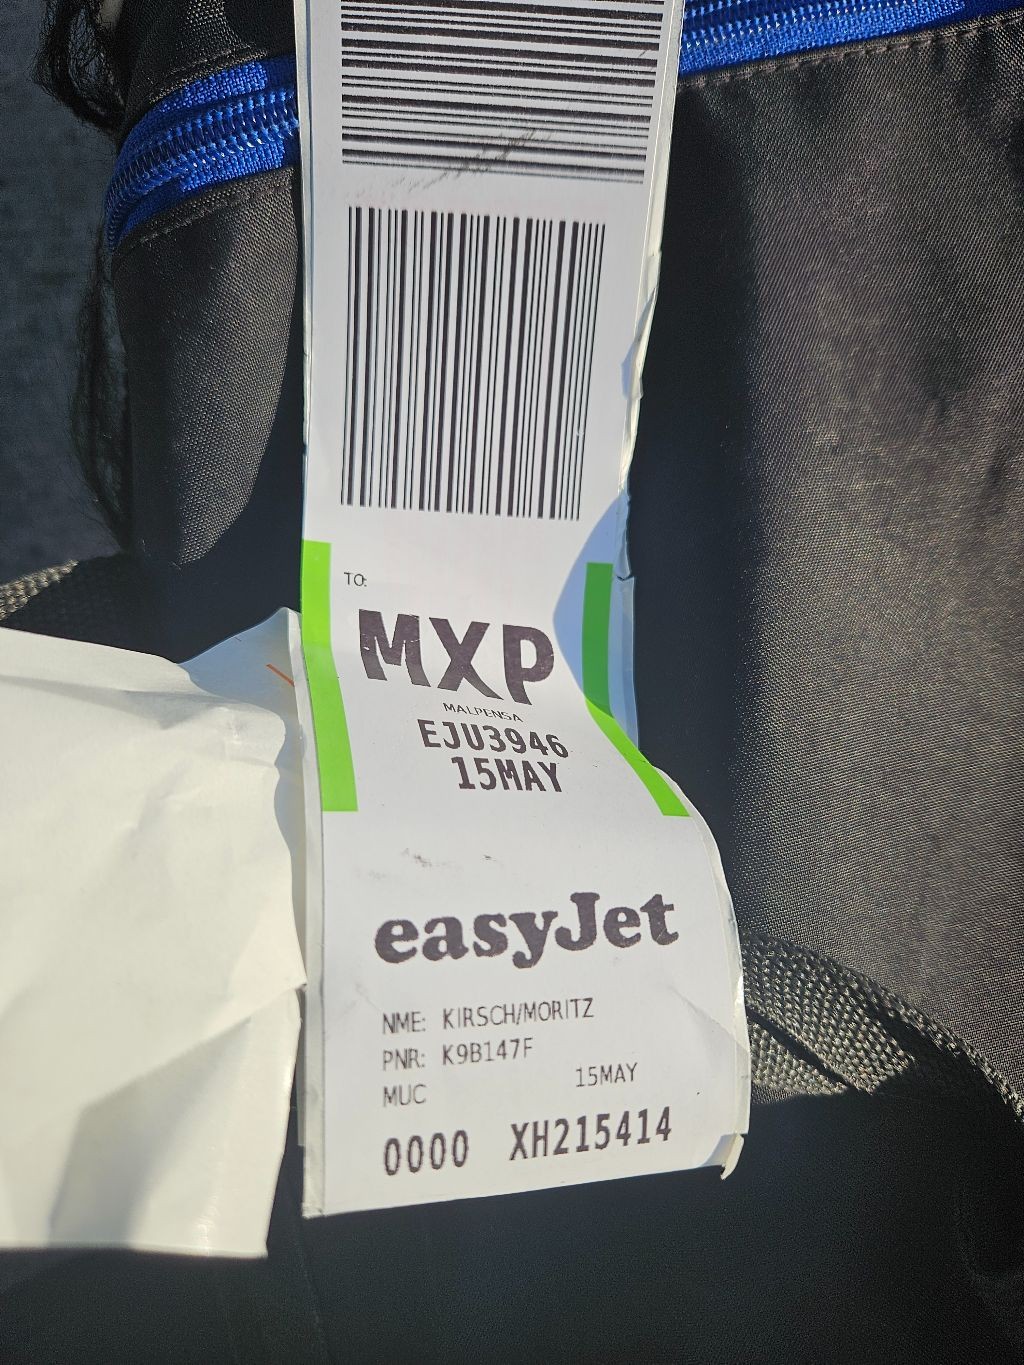 TO:
MXP
MALPENSA
EJU3946
15MAY
easyJet
NME: KIRSCH/MORITZ
PNR: K9B147F
MUC 15MAY
0000 XH215414